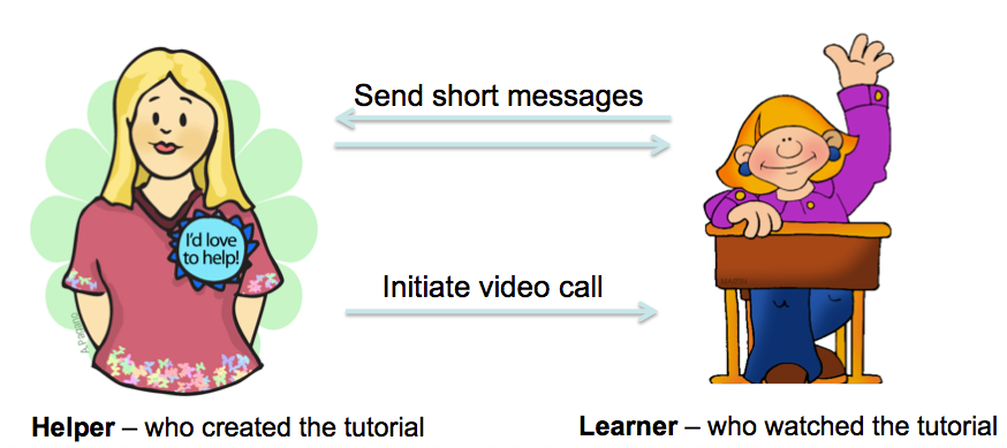 Send short messages
I'd love
to help!
Initiate video call
A.Pagano
Helper – who created the tutorial
Learner – who watched the tutorial